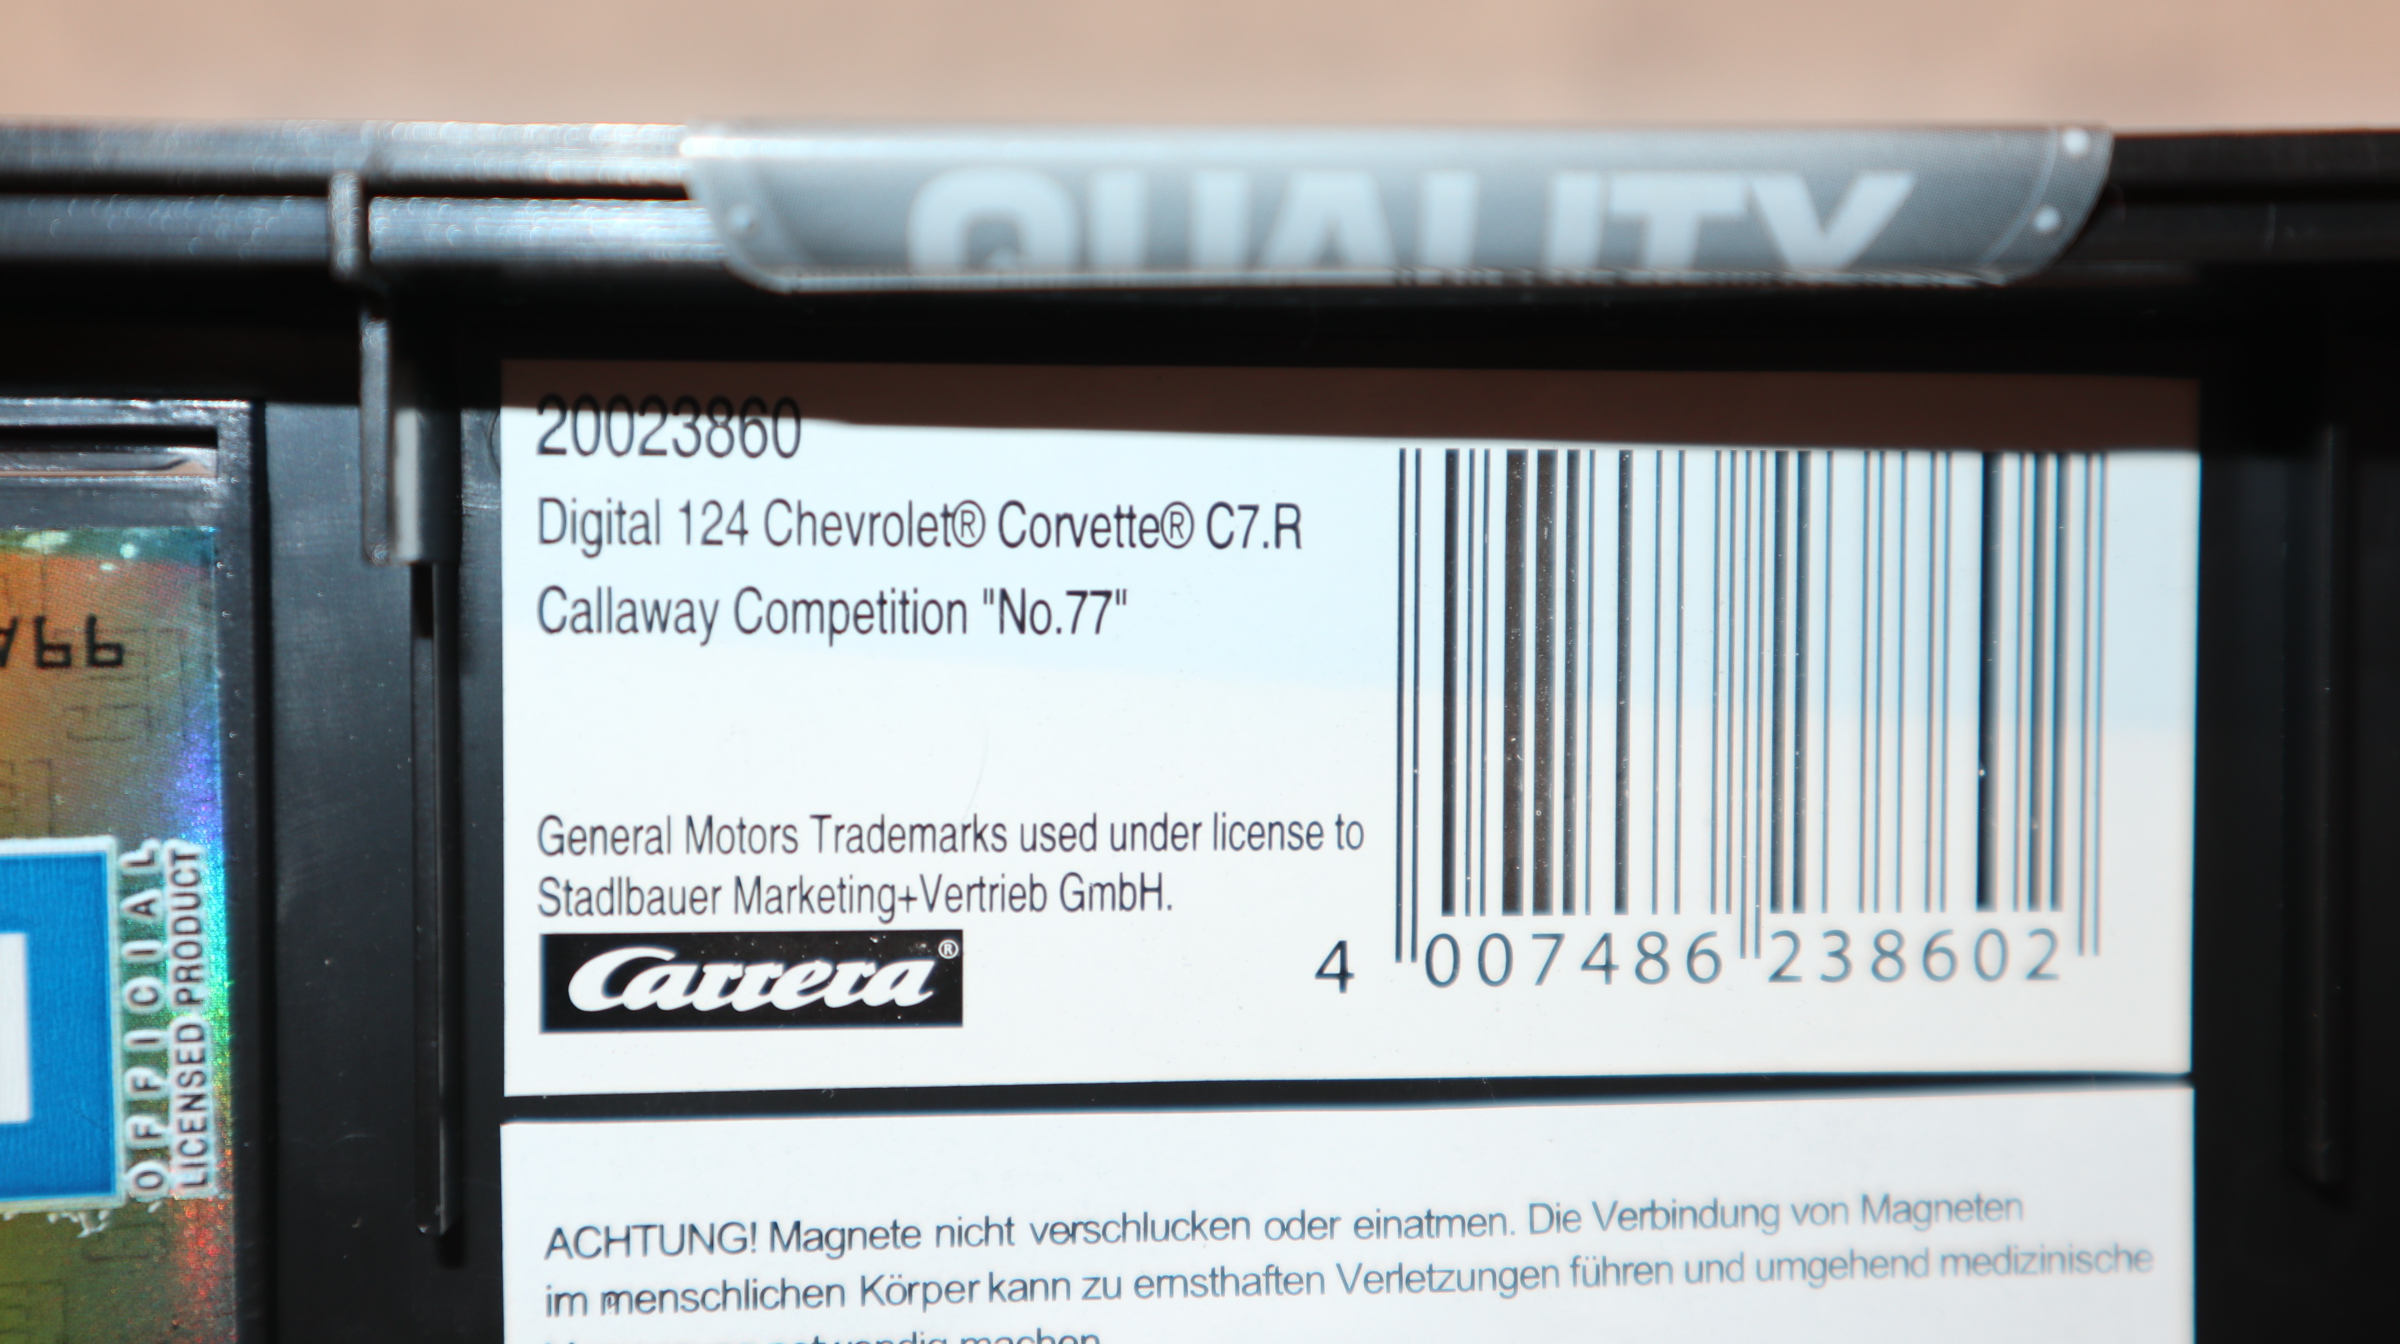 QUALITY
20023860
Digital 124 Chevrolet® Corvette® C7.R
Callaway Competition "No.77"
General Motors Trademarks used under license to
Stadlbauer Marketing+Vertrieb GmbH.
Carrera®
4 007486 238602
OFFICIAL
LICENSED PRODUCT
ACHTUNG! Magnete nicht verschlucken oder einatmen. Die Verbindung von Magneten
im menschlichen Körper kann zu ernsthaften Verletzungen führen und umgehend medizinische
notwendig machen.